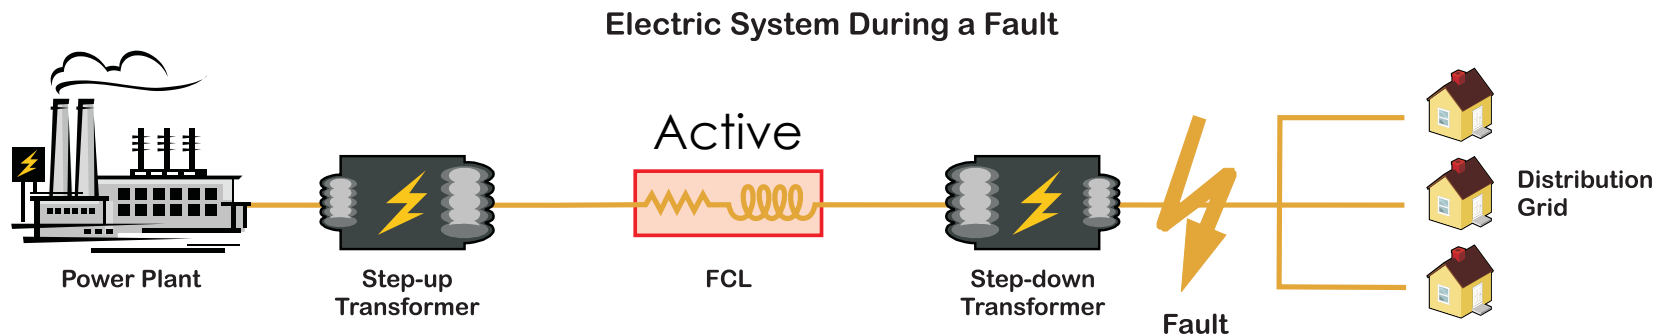 Electric System During a Fault
Active
Power Plant
Step-up
Transformer
FCL
Step-down
Transformer
Fault
Distribution
Grid